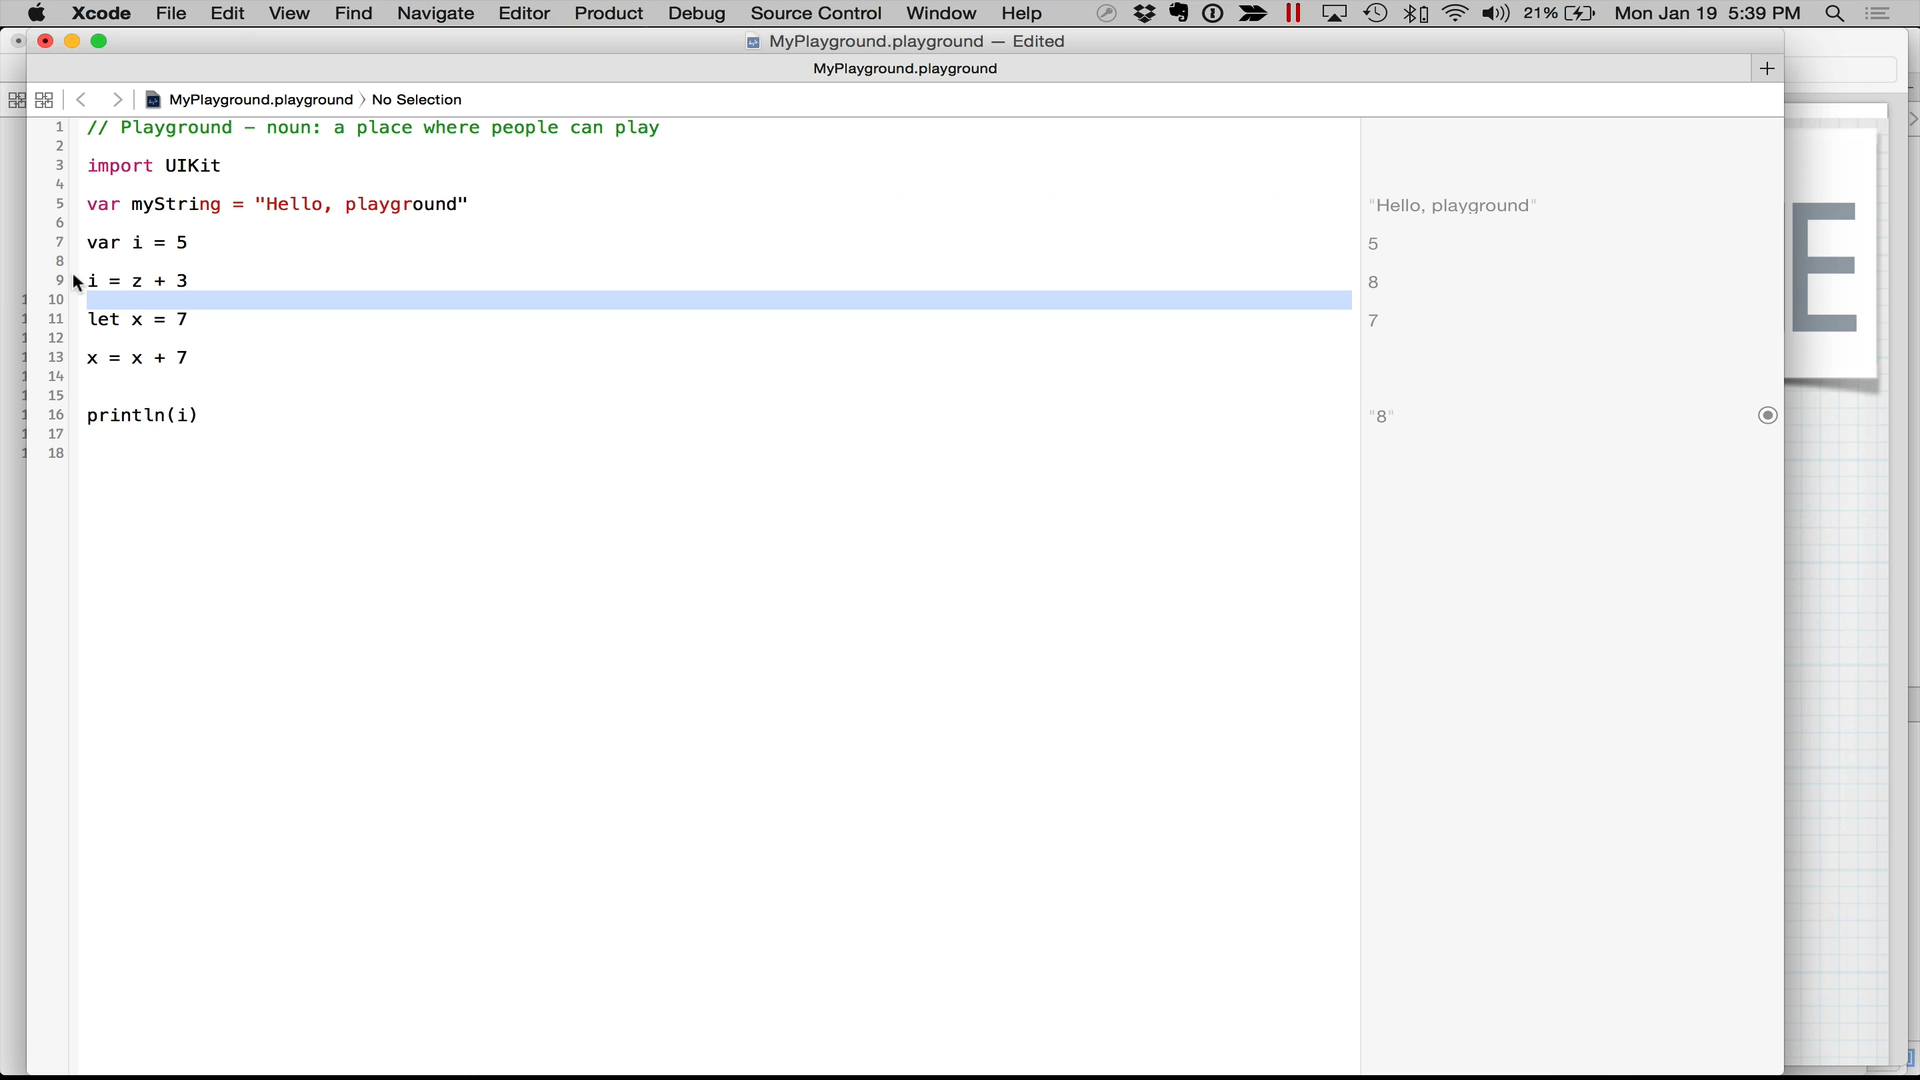 Xcode File Edit View Find Navigate Editor Product Debug Source Control Window Help 21% Mon Jan 19 5:39 PM
MyPlayground.playground — Edited
MyPlayground.playground
MyPlayground.playground No Selection
1 // Playground - noun: a place where people can play
2
3 import UIKit
4
5 var myString = "Hello, playground" "Hello, playground"
6
7 var i = 5 5
8
9 i = z + 3 8
10
11 let x = 7 7
12
13 x = x + 7
14
15
16 println(i) "8"
17
18
E